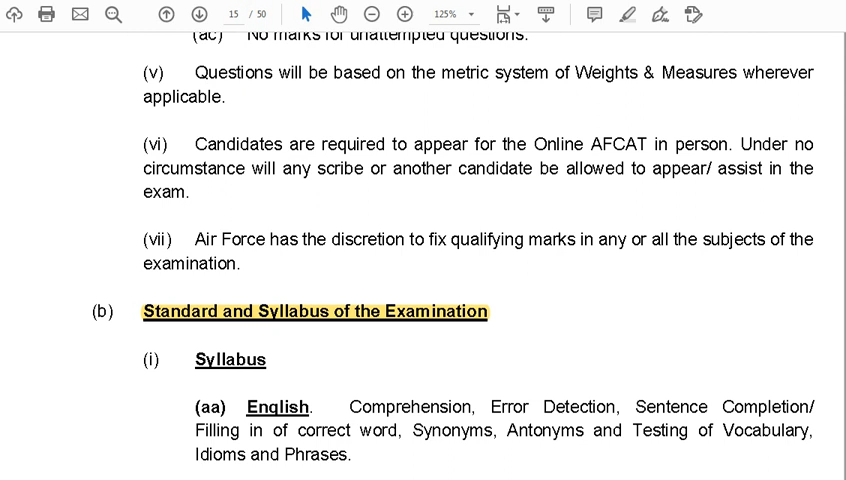 15 / 50
125%
(ac) No marks for unattempted questions.
(v) Questions will be based on the metric system of Weights & Measures wherever
applicable.
(vi) Candidates are required to appear for the Online AFCAT in person. Under no
circumstance will any scribe or another candidate be allowed to appear/ assist in the
exam.
(vii) Air Force has the discretion to fix qualifying marks in any or all the subjects of the
examination.
(b) Standard and Syllabus of the Examination
(i) Syllabus
(aa) English. Comprehension, Error Detection, Sentence Completion/
Filling in of correct word, Synonyms, Antonyms and Testing of Vocabulary,
Idioms and Phrases.